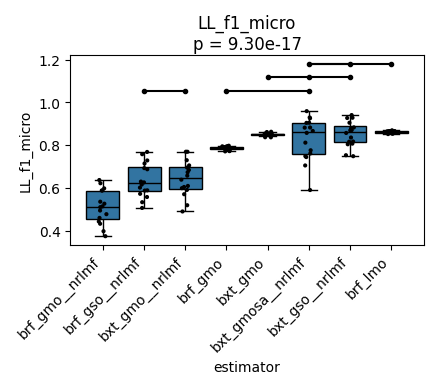 LL_f1_micro
p = 9.30e-17
LL_f1_micro
1.2
1.0
0.8
0.6
0.4
brf_gmo__nrlmf
brf_gso__nrlmf
bxt_gmo__nrlmf
brf_gmo
bxt_gmo
bxt_gmosa__nrlmf
bxt_gso__nrlmf
brf_lmo
estimator